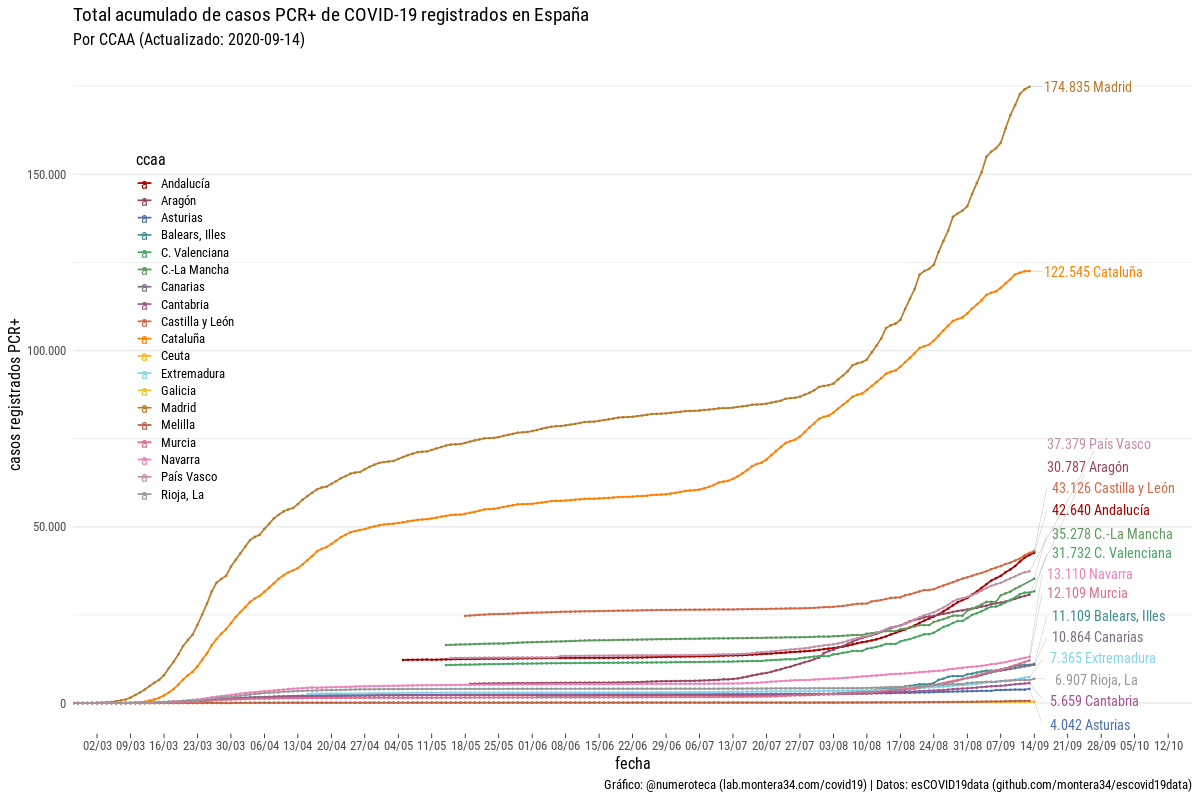 Total acumulado de casos PCR+ de COVID-19 registrados en España
Por CCAA (Actualizado: 2020-09-14)
174.835 Madrid
ccaa
Andalucía
Aragón
Asturias
Balears, Illes
C. Valenciana
C.-La Mancha
Canarias
Cantabria
Castilla y León
Cataluña
Ceuta
Extremadura
Galicia
Madrid
Melilla
Murcia
Navarra
País Vasco
Rioja, La
150.000
100.000
50.000
0
casos registrados PCR+
122.545 Cataluña
37.379 País Vasco
30.787 Aragón
43.126 Castilla y León
42.640 Andalucía
35.278 C.-La Mancha
31.732 C. Valenciana
13.110 Navarra
12.109 Murcia
11.109 Balears, Illes
10.864 Canarias
7.365 Extremadura
6.907 Rioja, La
5.659 Cantabria
4.042 Asturias
02/03 09/03 16/03 23/03 30/03 06/04 13/04 20/04 27/04 04/05 11/05 18/05 25/05 01/06 08/06 15/06 22/06 29/06 06/07 13/07 20/07 27/07 03/08 10/08 17/08 24/08 31/08 07/09 14/09 21/09 28/09 05/10 12/10
fecha
Gráfico: @numeroteca (lab.montera34.com/covid19) | Datos: esCOVID19data (github.com/montera34/escovid19data)